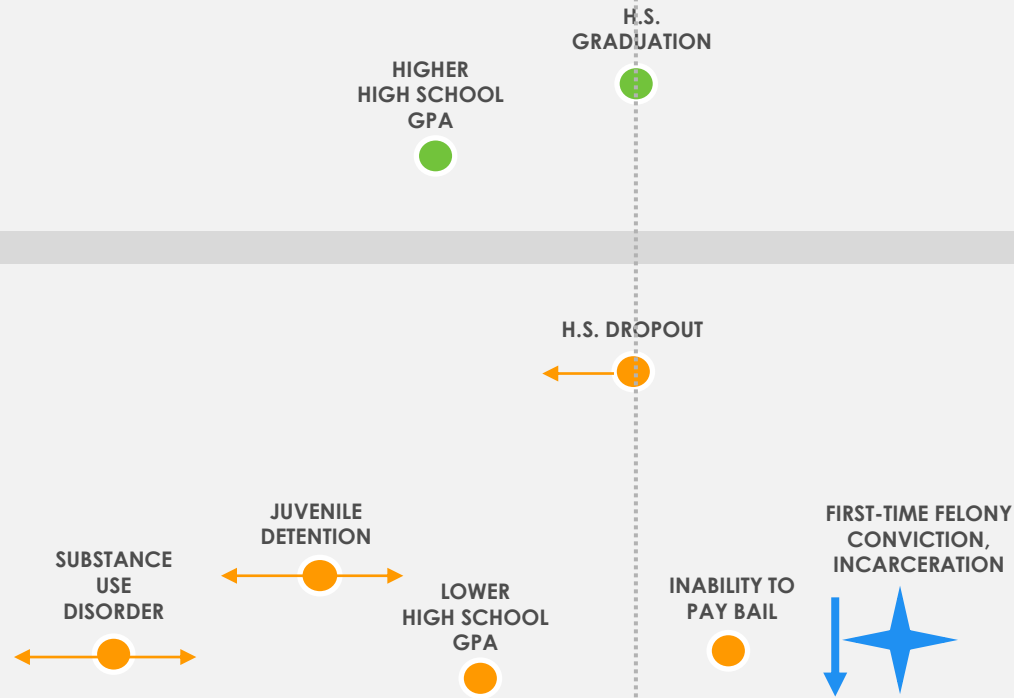 H.S.
GRADUATION
HIGHER
HIGH SCHOOL
GPA
H.S. DROPOUT
JUVENILE
DETENTION
SUBSTANCE
USE
DISORDER
LOWER
HIGH SCHOOL
GPA
INABILITY TO
PAY BAIL
FIRST-TIME FELONY
CONVICTION,
INCARCERATION